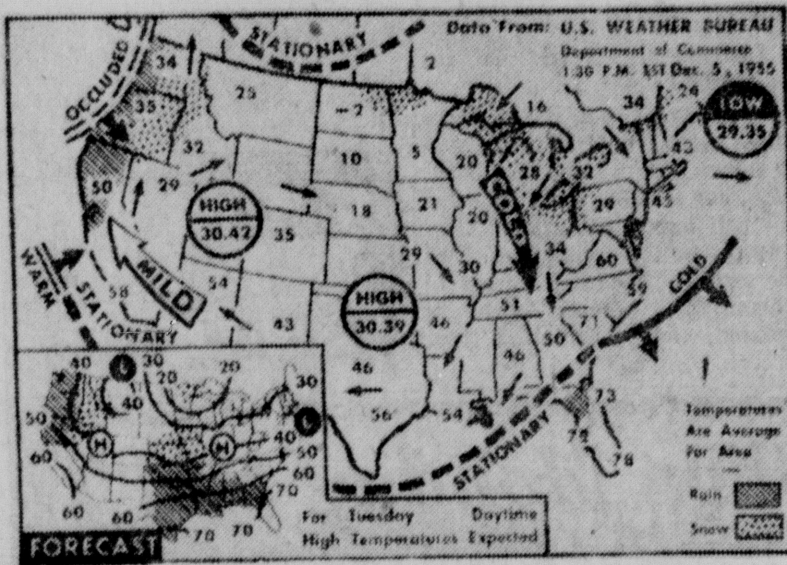 STATIONARY
Data From: U.S. WEATHER BUREAU
Department of Commerce
1:30 P.M. EST Dec. 5, 1955
OCCLUDED
34
2
25
35
-2
16
34
24
LOW
29.35
32
10
5
20
28
32
43
50
29
HIGH
30.42
18
21
COLD
29
45
35
20
34
60
MILD
29
30
WARM
STATIONARY
58
54
HIGH
30.39
51
59
COLD
43
46
50
71
46
46
56
54
73
75
78
STATIONARY
Temperatures
Are Average
For Area
Rain
Snow
40
L
30
20
20
40
30
L
50
H
H
40
50
60
60
70
60
60
70
70
For Tuesday Daytime
High Temperatures Expected
FORECAST